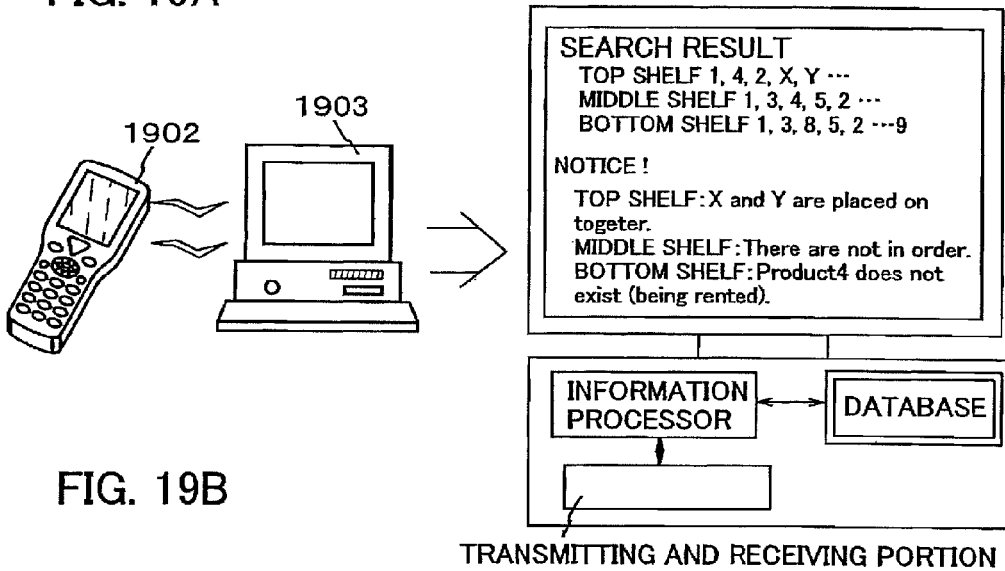 1902
1903
SEARCH RESULT
TOP SHELF 1, 4, 2, X, Y ···
MIDDLE SHELF 1, 3, 4, 5, 2 ···
BOTTOM SHELF 1, 3, 8, 5, 2 ···9
NOTICE !
TOP SHELF:X and Y are placed on
togeter.
MIDDLE SHELF:There are not in order.
BOTTOM SHELF:Product4 does not
exist (being rented).
INFORMATION
PROCESSOR
DATABASE
FIG. 19B
TRANSMITTING AND RECEIVING PORTION